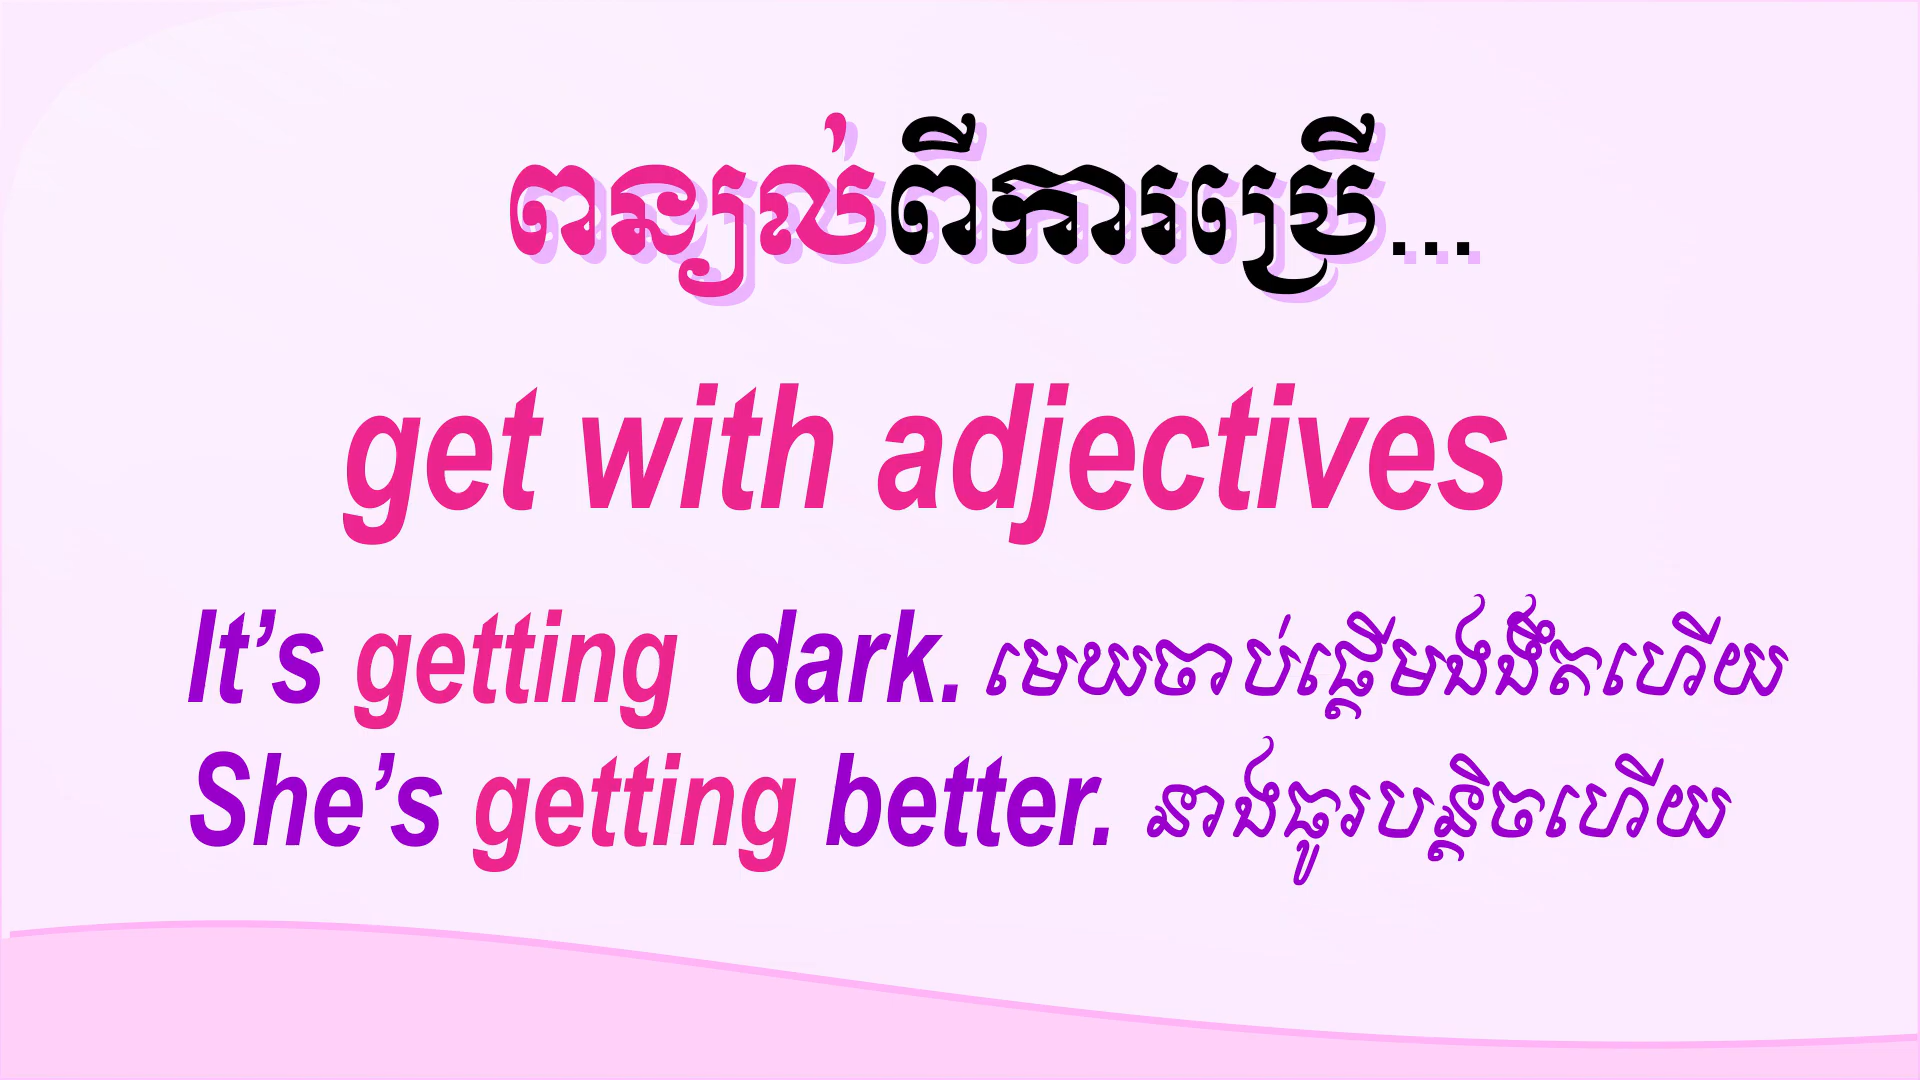 ពន្យល់ពីការប្រើ...
get with adjectives
It’s getting dark. មេឃចាប់ផ្ដើមងងឹតហើយ
She’s getting better. នាងធូរបន្តិចហើយ